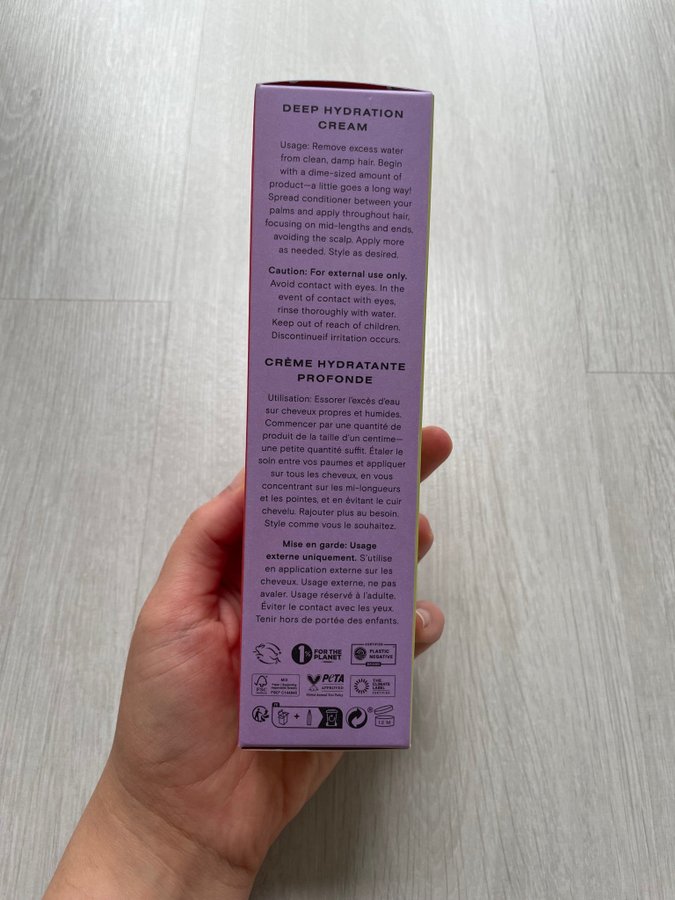 DEEP HYDRATION
CREAM
Usage: Remove excess water
from clean, damp hair. Begin
with a dime-sized amount of
product—a little goes a long way!
Spread conditioner between your
palms and apply throughout hair,
focusing on mid-lengths and ends,
avoiding the scalp. Apply more
as needed. Style as desired.
Caution: For external use only.
Avoid contact with eyes. In the
event of contact with eyes,
rinse thoroughly with water.
Keep out of reach of children.
Discontinueif irritation occurs.
CRÈME HYDRATANTE
PROFONDE
Utilisation: Essorer l'excès d'eau
sur cheveux propres et humides.
Commencer par une quantité de
produit de la taille d'un centime—
une petite quantité suffit. Étaler le
soin entre vos paumes et appliquer
sur tous les cheveux, en vous
concentrant sur les mi-longueurs
et les pointes, et en évitant le cuir
chevelu. Rajouter plus au besoin.
Style comme vous le souhaitez.
Mise en garde: Usage
externe uniquement. S'utilise
en application externe sur les
cheveux. Usage externe, ne pas
avaler. Usage réservé à l'adulte.
Éviter le contact avec les yeux.
Tenir hors de portée des enfants.
1% FOR THE
PLANET
CERTIFIED
PLASTIC
NEGATIVE
FSC
MIX
PETA
APPROVED
THE
CLIMATE
LABEL
CERTIFIED
FR
+
12 M